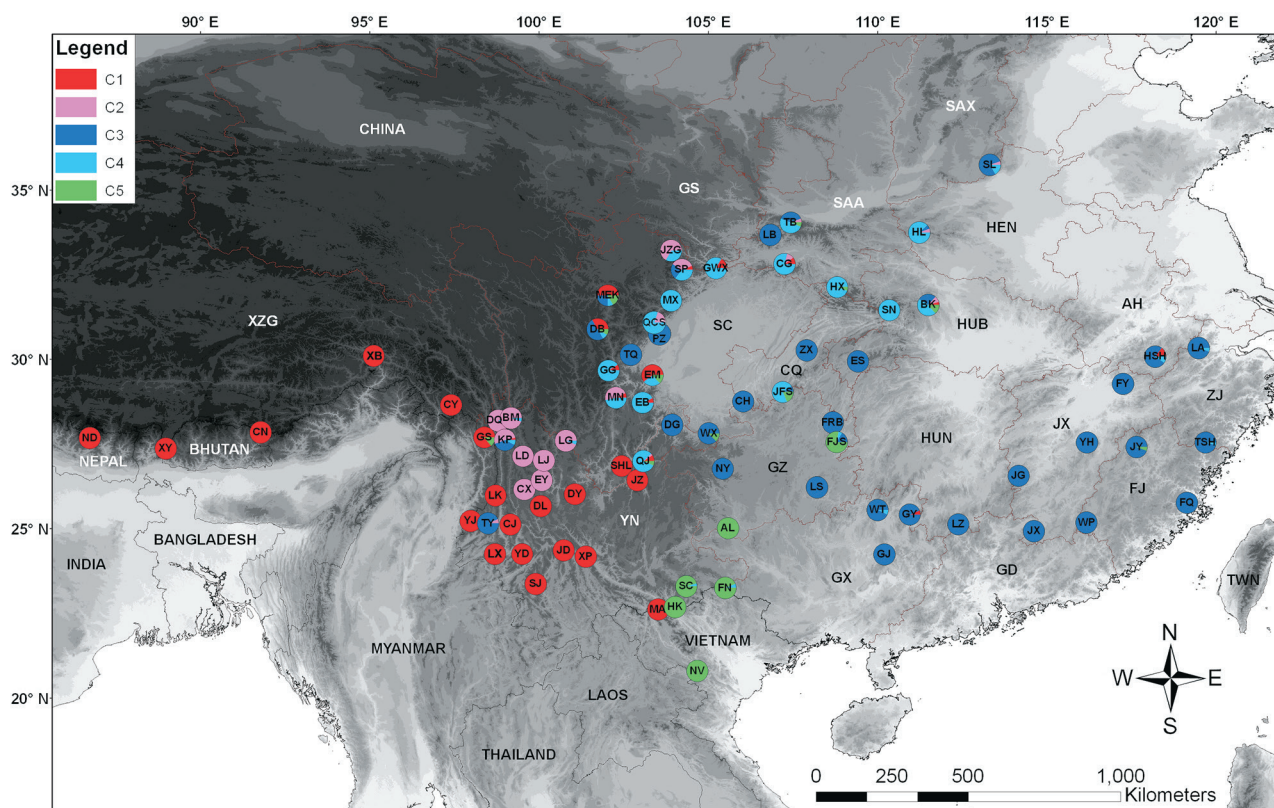 90° E 95° E 100° E 105° E 110° E 115° E 120° E
Legend
C1
C2
C3
C4
C5
35° N
30° N
25° N
20° N
CHINA
SAX
GS
SAA
SL
HEN
TB
LB
HL
JZG
SP
GWX
CG
MEK
MX
HX
SN
BK
HUB
AH
XZG
DB
QCS
PZ
SC
XB
TQ
ZX
CQ
ES
HSH
LA
GG
EM
JFS
FY
ZJ
MN
EB
CH
CY
DQ
BM
DG
WX
FRB
JX
ND
XY
CN
BHUTAN
NEPAL
GS
KP
LG
FJS
HUN
YH
JY
TSH
LD
LJ
QJ
SHL
JZ
NY
GZ
JG
FJ
EY
CX
LK
DY
LS
DL
YN
WT
GY
LZ
JX
WP
FQ
YJ
TY
CJ
AL
BANGLADESH
INDIA
LX
YD
JD
XP
GJ
GX
GD
TWN
SJ
SC
FN
MA
HK
MYANMAR
VIETNAM
NV
LAOS
THAILAND
N
W E
S
0 250 500 1,000
Kilometers